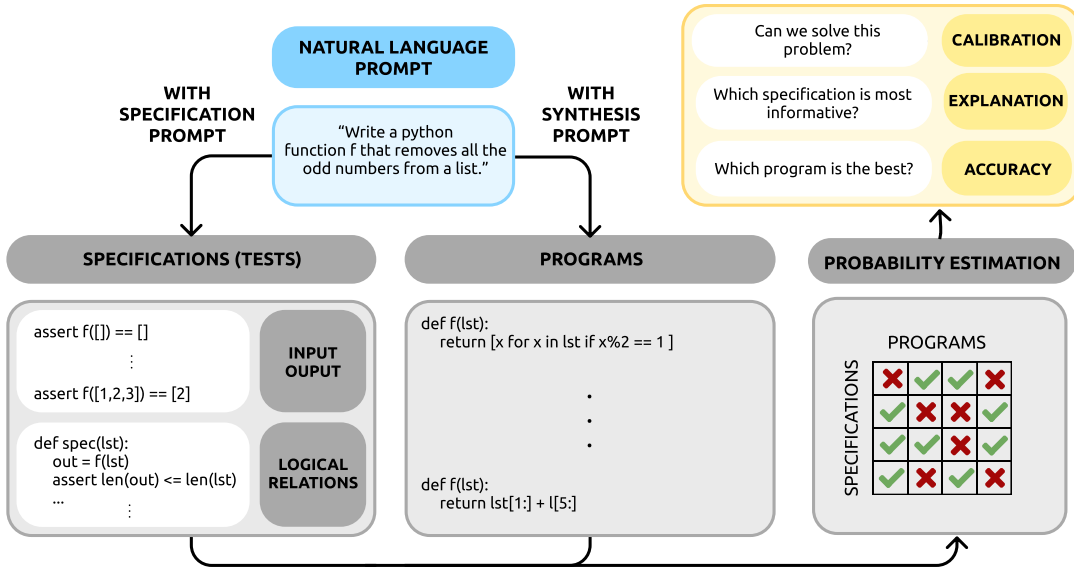 NATURAL LANGUAGE
PROMPT
WITH
SPECIFICATION
PROMPT
WITH
SYNTHESIS
PROMPT
“Write a python
function f that removes all the
odd numbers from a list.”
Can we solve this
problem?
CALIBRATION
Which specification is most
informative?
EXPLANATION
Which program is the best?
ACCURACY
SPECIFICATIONS (TESTS)
assert f([]) == []
⋮
assert f([1,2,3]) == [2]
INPUT
OUPUT
def spec(lst):
out = f(lst)
assert len(out) <= len(lst)
...
⋮
LOGICAL
RELATIONS
PROGRAMS
def f(lst):
return [x for x in lst if x%2 == 1 ]
.
.
.
def f(lst):
return lst[1:] + l[5:]
PROBABILITY ESTIMATION
PROGRAMS
SPECIFICATIONS